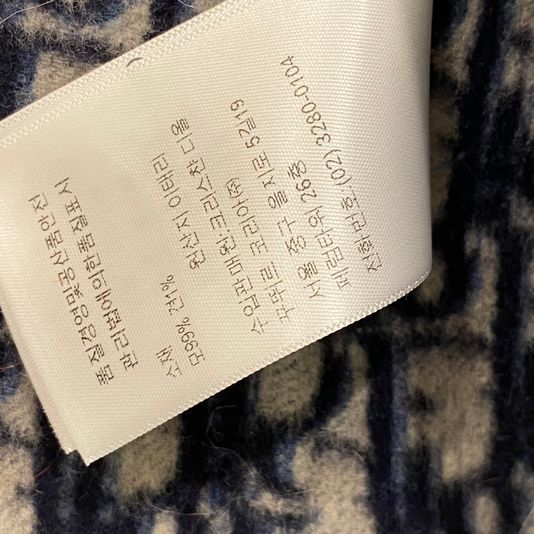 품질경영및공산품안전
관리법에의한품질표시
소재 원산지 이태리
모99% 견1%
수입판매원:크리스찬 디올
꾸뛰르 코리아㈜
서울 중구 을지로 5길19
페럼타워 26층
전화번호:(02) 3280-0104